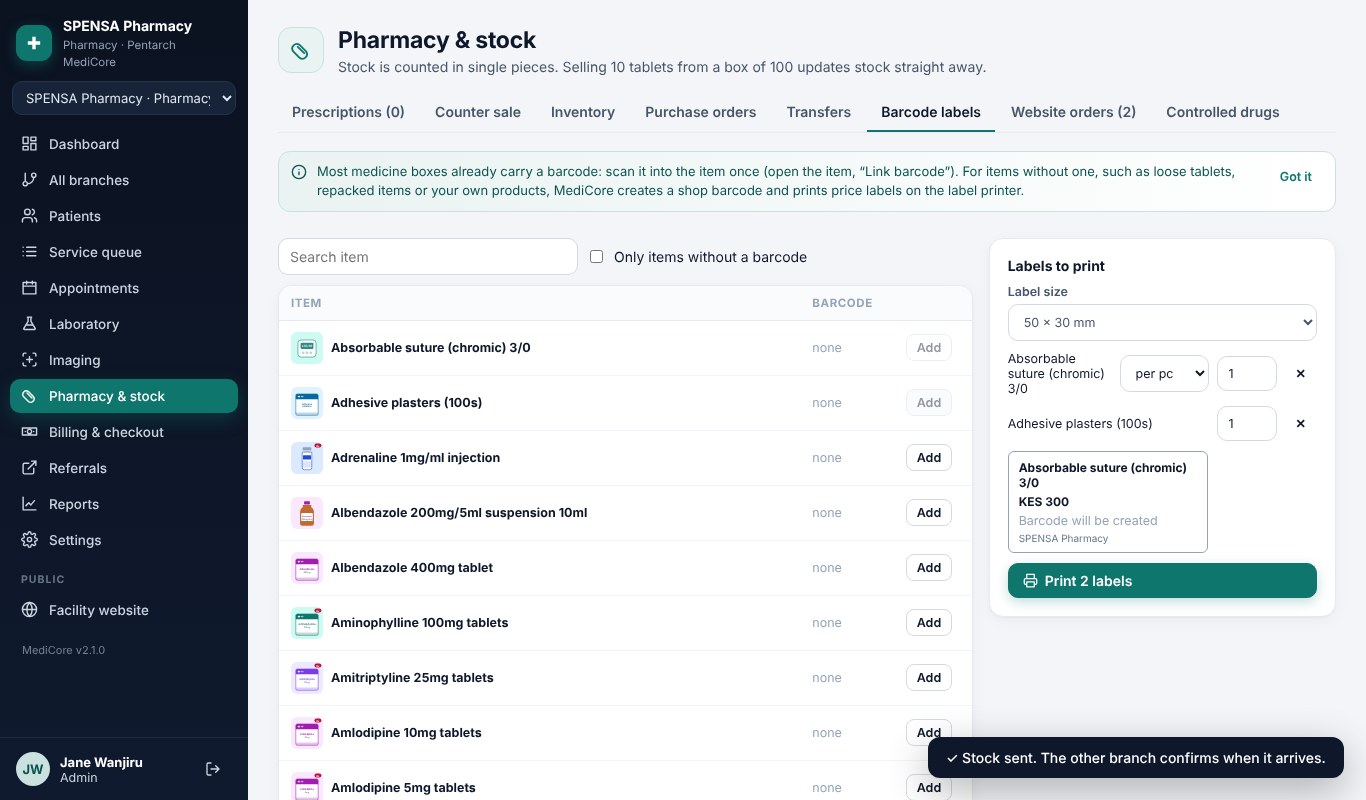 SPENSA Pharmacy
Pharmacy · Pentarch
MediCore
SPENSA Pharmacy · Pharmacy
Dashboard
All branches
Patients
Service queue
Appointments
Laboratory
Imaging
Pharmacy & stock
Billing & checkout
Referrals
Reports
Settings
PUBLIC
Facility website
MediCore v2.1.0
JW
Jane Wanjiru
Admin
Pharmacy & stock
Stock is counted in single pieces. Selling 10 tablets from a box of 100 updates stock straight away.
Prescriptions (0) Counter sale Inventory Purchase orders Transfers Barcode labels Website orders (2) Controlled drugs
Most medicine boxes already carry a barcode: scan it into the item once (open the item, “Link barcode”). For items without one, such as loose tablets,
repacked items or your own products, MediCore creates a shop barcode and prints price labels on the label printer.
Got it
Search item
Only items without a barcode
ITEM BARCODE
Absorbable suture (chromic) 3/0 none Add
Adhesive plasters (100s) none Add
Adrenaline 1mg/ml injection none Add
Albendazole 200mg/5ml suspension 10ml none Add
Albendazole 400mg tablet none Add
Aminophylline 100mg tablets none Add
Amitriptyline 25mg tablets none Add
Amlodipine 10mg tablets none Add
Amlodipine 5mg tablets none Add
Labels to print
Label size
50 × 30 mm
Absorbable
suture (chromic)
3/0
per pc 1 ×
Adhesive plasters (100s) 1 ×
Absorbable suture (chromic)
3/0
KES 300
Barcode will be created
SPENSA Pharmacy
Print 2 labels
✓ Stock sent. The other branch confirms when it arrives.